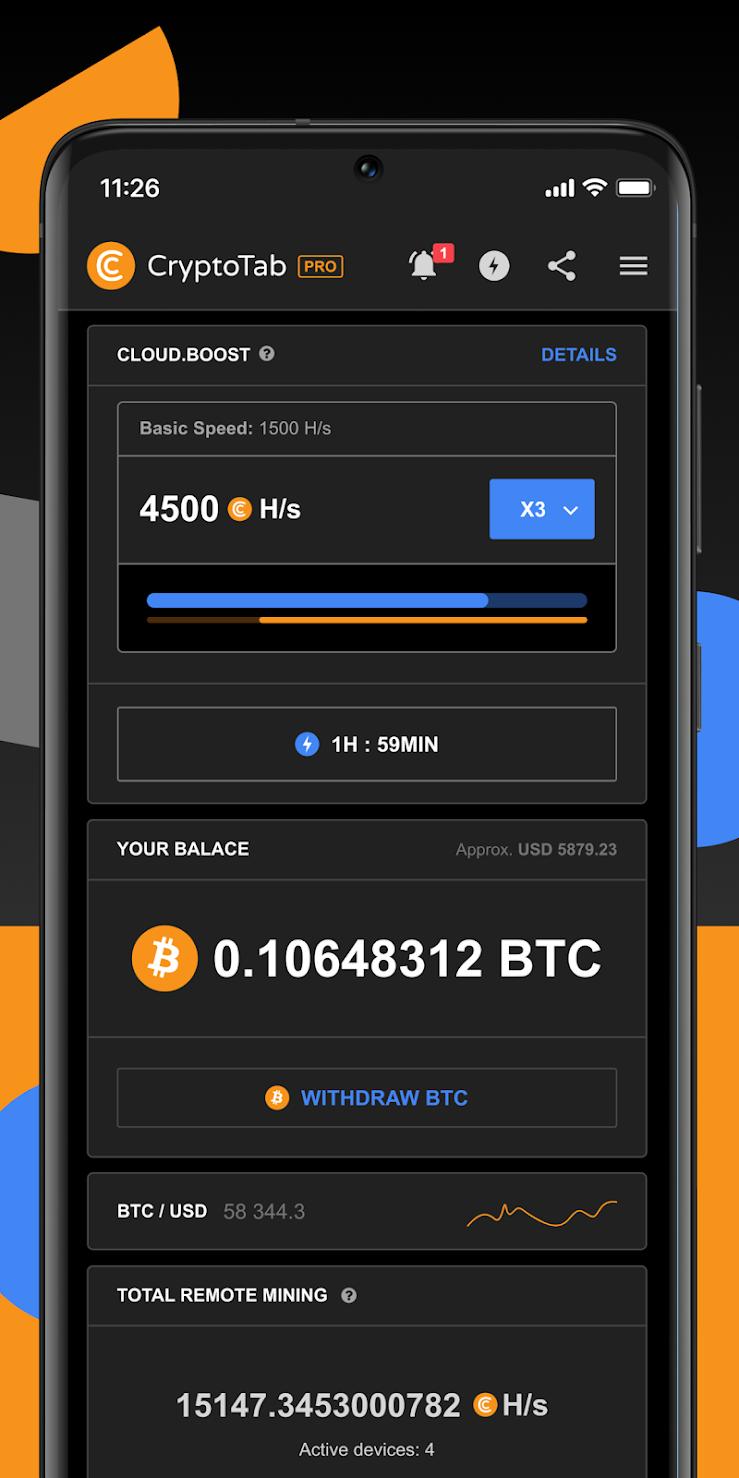 11:26
CryptoTab PRO
1
CLOUD.BOOST ? DETAILS
Basic Speed: 1500 H/s
4500 H/s X3
1H : 59MIN
YOUR BALACE Approx. USD 5879.23
0.10648312 BTC
WITHDRAW BTC
BTC / USD 58 344.3
TOTAL REMOTE MINING ?
15147.3453000782 H/s
Active devices: 4